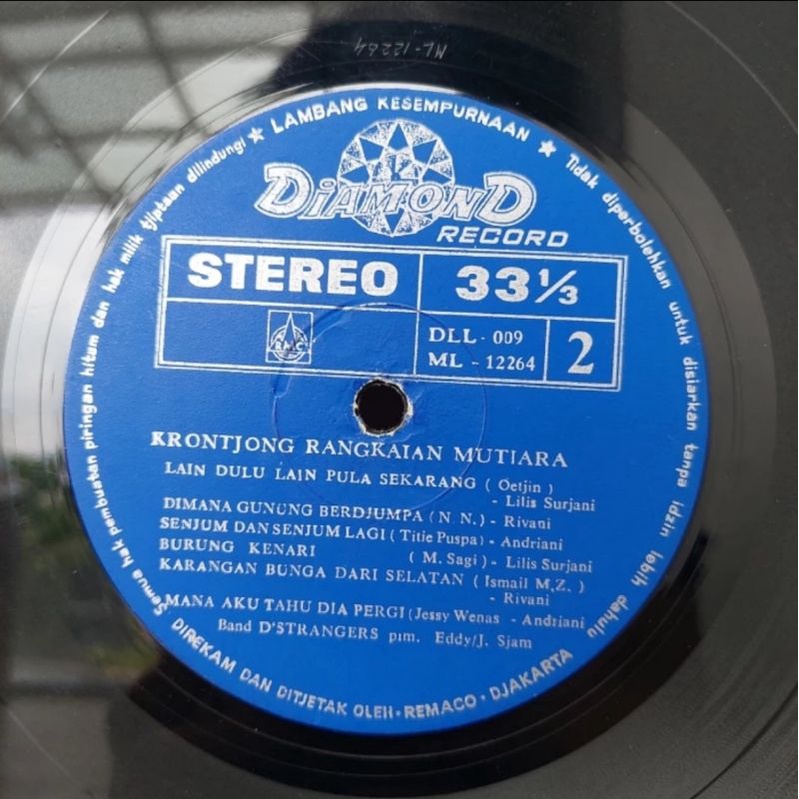 ML-12264
★ LAMBANG KESEMPURNAAN ★
Tidak diperbolehkan untuk disiarkan tanpa idzin lebih dahulu
Semua hak pembuatan piringan hitam dan hak milik tjiptaan dilindungi
DIAMOND
RECORD
STEREO
33 1/3
RMC
DLL - 009
ML - 12264
2
KRONTJONG RANGKAIAN MUTIARA
LAIN DULU LAIN PULA SEKARANG ( Oetjin )
- Lilis Surjani
DIMANA GUNUNG BERDJUMPA ( N. N. ) - Rivani
SENJUM DAN SENJUM LAGI ( Titie Puspa ) - Andriani
BURUNG KENARI ( M. Sagi ) - Lilis Surjani
KARANGAN BUNGA DARI SELATAN ( Ismail M.Z. )
- Rivani
MANA AKU TAHU DIA PERGI (Jessy Wenas - Andriani
Band D'STRANGERS pim. Eddy/J. Sjam
DIREKAM DAN DITJETAK OLEH - REMACO - DJAKARTA